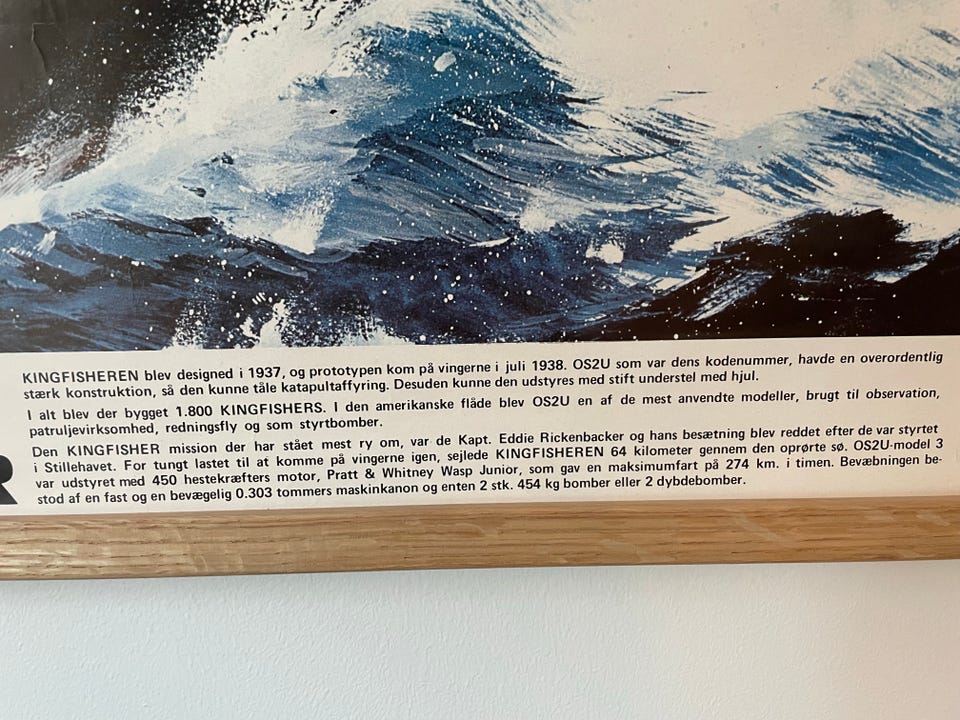 KINGFISHEREN blev designed i 1937, og prototypen kom på vingerne i juli 1938. OS2U som var dens kodenummer, havde en overordentlig
stærk konstruktion, så den kunne tåle katapultaffyring. Desuden kunne den udstyres med stift understel med hjul.
I alt blev der bygget 1.800 KINGFISHERS. I den amerikanske flåde blev OS2U en af de mest anvendte modeller, brugt til observation,
patruljevirksomhed, redningsfly og som styrtbomber.
Den KINGFISHER mission der har stået mest ry om, var de Kapt. Eddie Rickenbacker og hans besætning blev reddet efter de var styrtet
i Stillehavet. For tungt lastet til at komme på vingerne igen, sejlede KINGFISHEREN 64 kilometer gennem den oprørte sø. OS2U-model 3
var udstyret med 450 hestekræfters motor, Pratt & Whitney Wasp Junior, som gav en maksimumfart på 274 km. i timen. Bevæbningen be-
stod af en fast og en bevægelig 0.303 tommers maskinkanon og enten 2 stk. 454 kg bomber eller 2 dybdebomber.
R